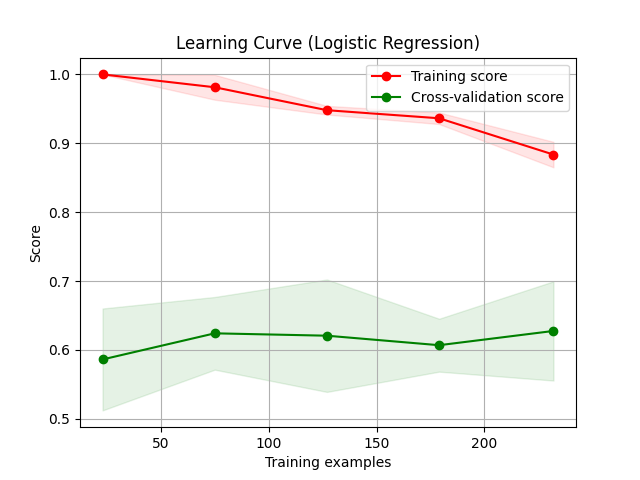 Learning Curve (Logistic Regression)
Training score
Cross-validation score
1.0
0.9
0.8
0.7
0.6
0.5
Score
50 100 150 200
Training examples